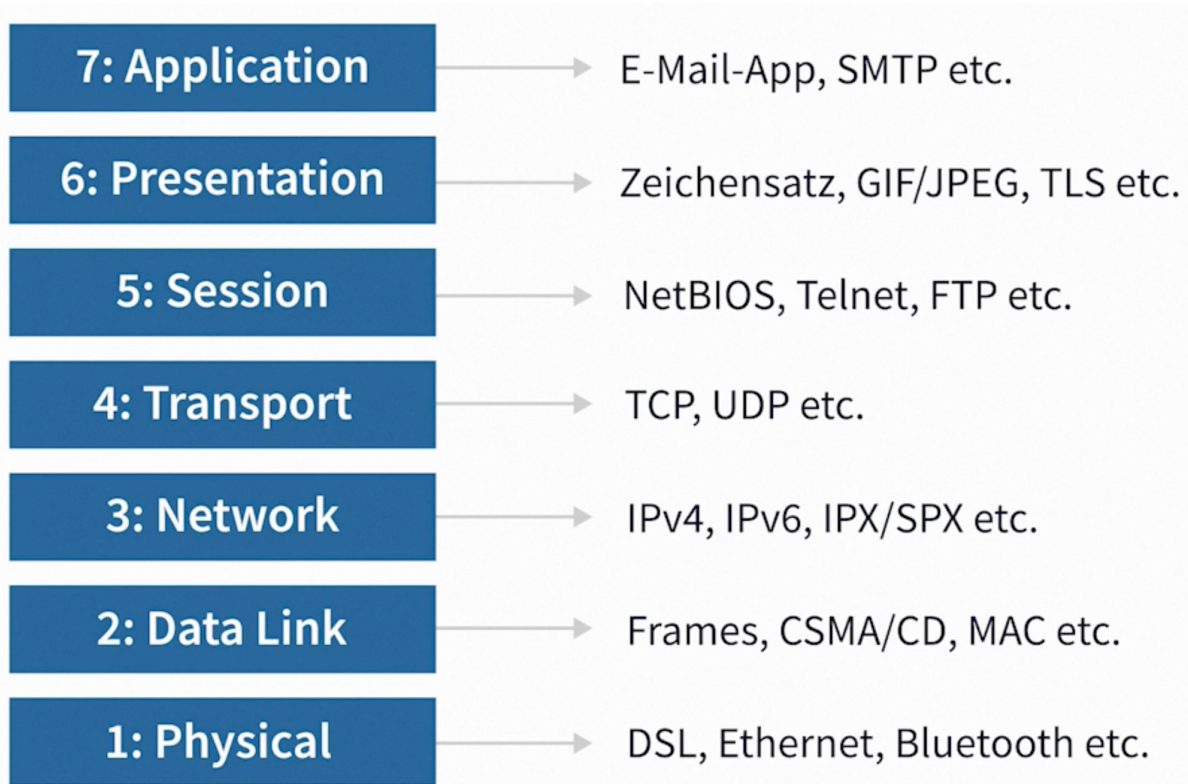 7: Application
E-Mail-App, SMTP etc.
6: Presentation
Zeichensatz, GIF/JPEG, TLS etc.
5: Session
NetBIOS, Telnet, FTP etc.
4: Transport
TCP, UDP etc.
3: Network
IPv4, IPv6, IPX/SPX etc.
2: Data Link
Frames, CSMA/CD, MAC etc.
1: Physical
DSL, Ethernet, Bluetooth etc.